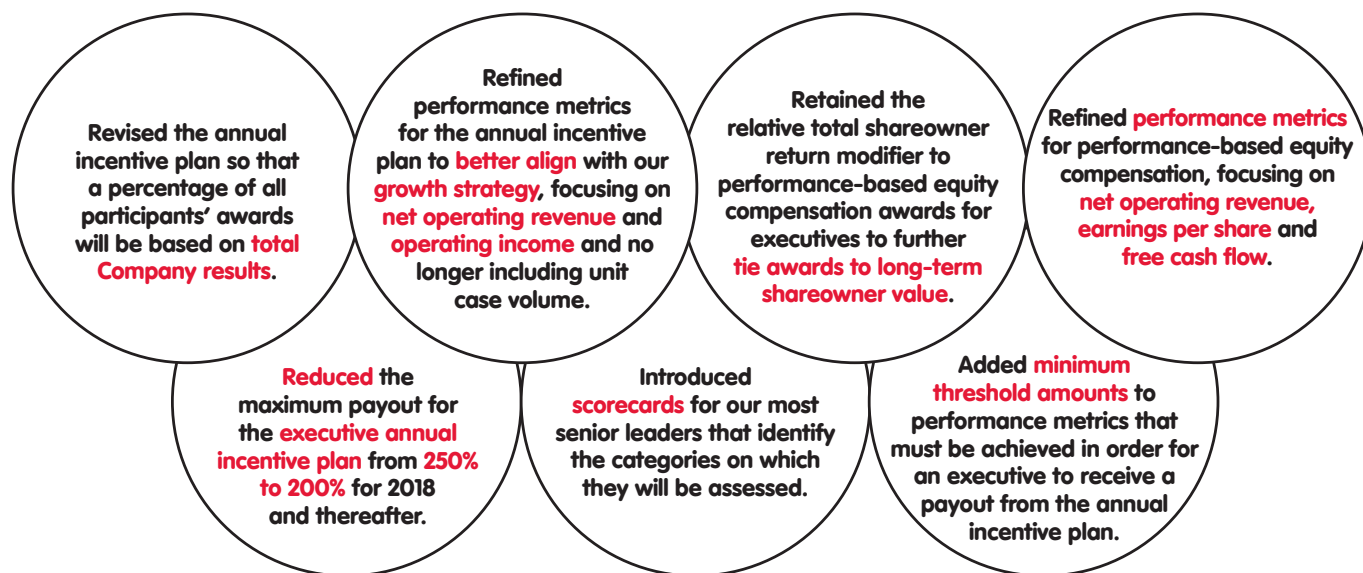 Revised the annual
incentive plan so that
a percentage of all
participants’ awards
will be based on total
Company results.
Refined
performance metrics
for the annual incentive
plan to better align with our
growth strategy, focusing on
net operating revenue and
operating income and no
longer including unit
case volume.
Retained the
relative total shareowner
return modifier to
performance-based equity
compensation awards for
executives to further
tie awards to long-term
shareowner value.
Refined performance metrics
for performance-based equity
compensation, focusing on
net operating revenue,
earnings per share and
free cash flow.
Reduced the
maximum payout for
the executive annual
incentive plan from 250%
to 200% for 2018
and thereafter.
Introduced
scorecards for our most
senior leaders that identify
the categories on which
they will be assessed.
Added minimum
threshold amounts to
performance metrics that
must be achieved in order for
an executive to receive a
payout from the annual
incentive plan.